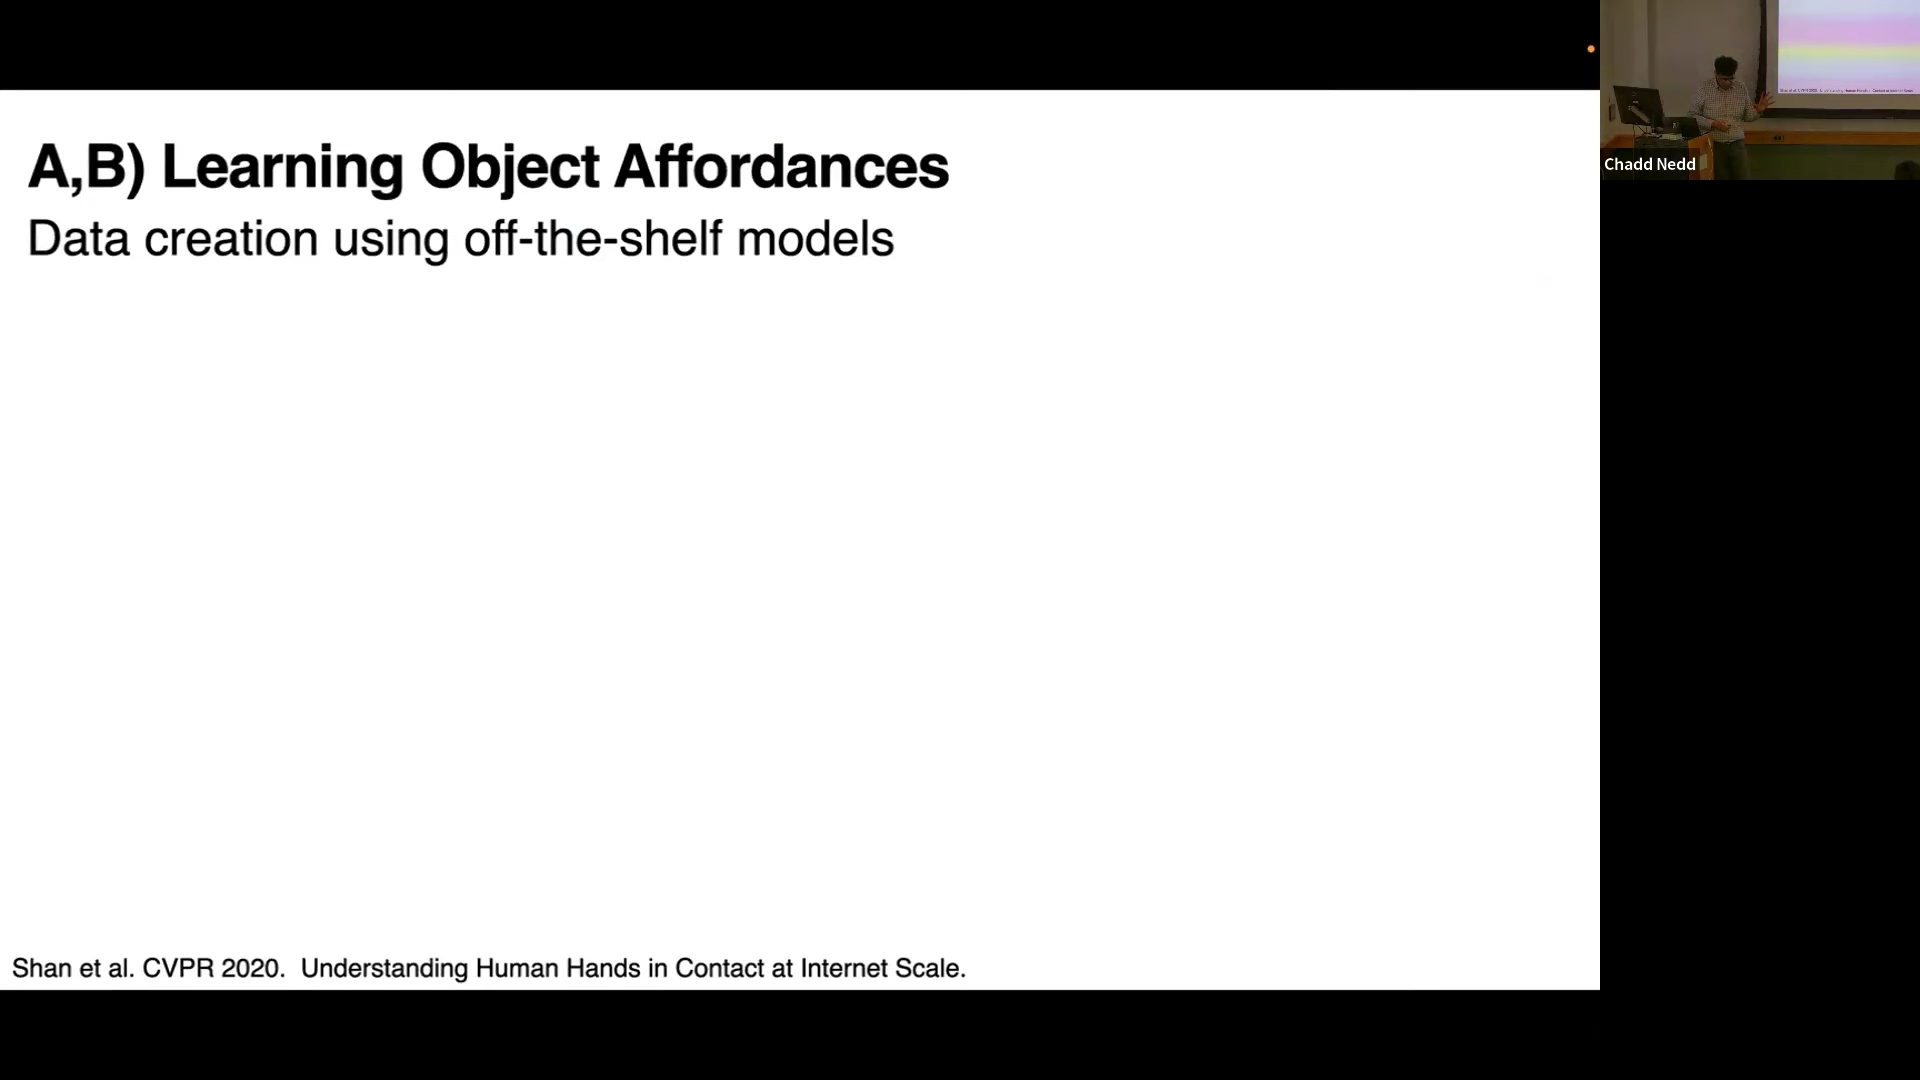 A,B) Learning Object Affordances
Data creation using off-the-shelf models
Chadd Nedd
Shan et al. CVPR 2020.  Understanding Human Hands in Contact at Internet Scale.